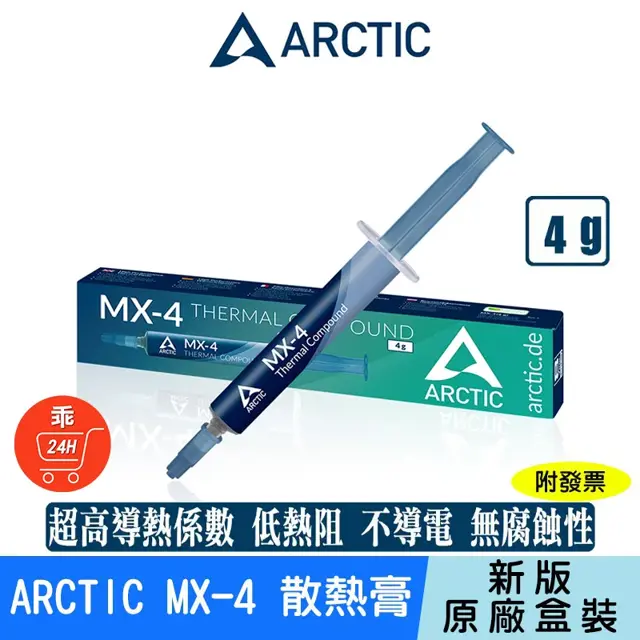 ARCTIC
4g
MX-4 THERMAL COMPOUND
MX-4
THERMAL COMPOUND
ARCTIC
4g
MX-4
Thermal Compound
ARCTIC
ARCTIC
arctic.de
乖
24H
附發票
超高導熱係數 低熱阻 不導電 無腐蝕性
ARCTIC MX-4 散熱膏
新版
原廠盒裝